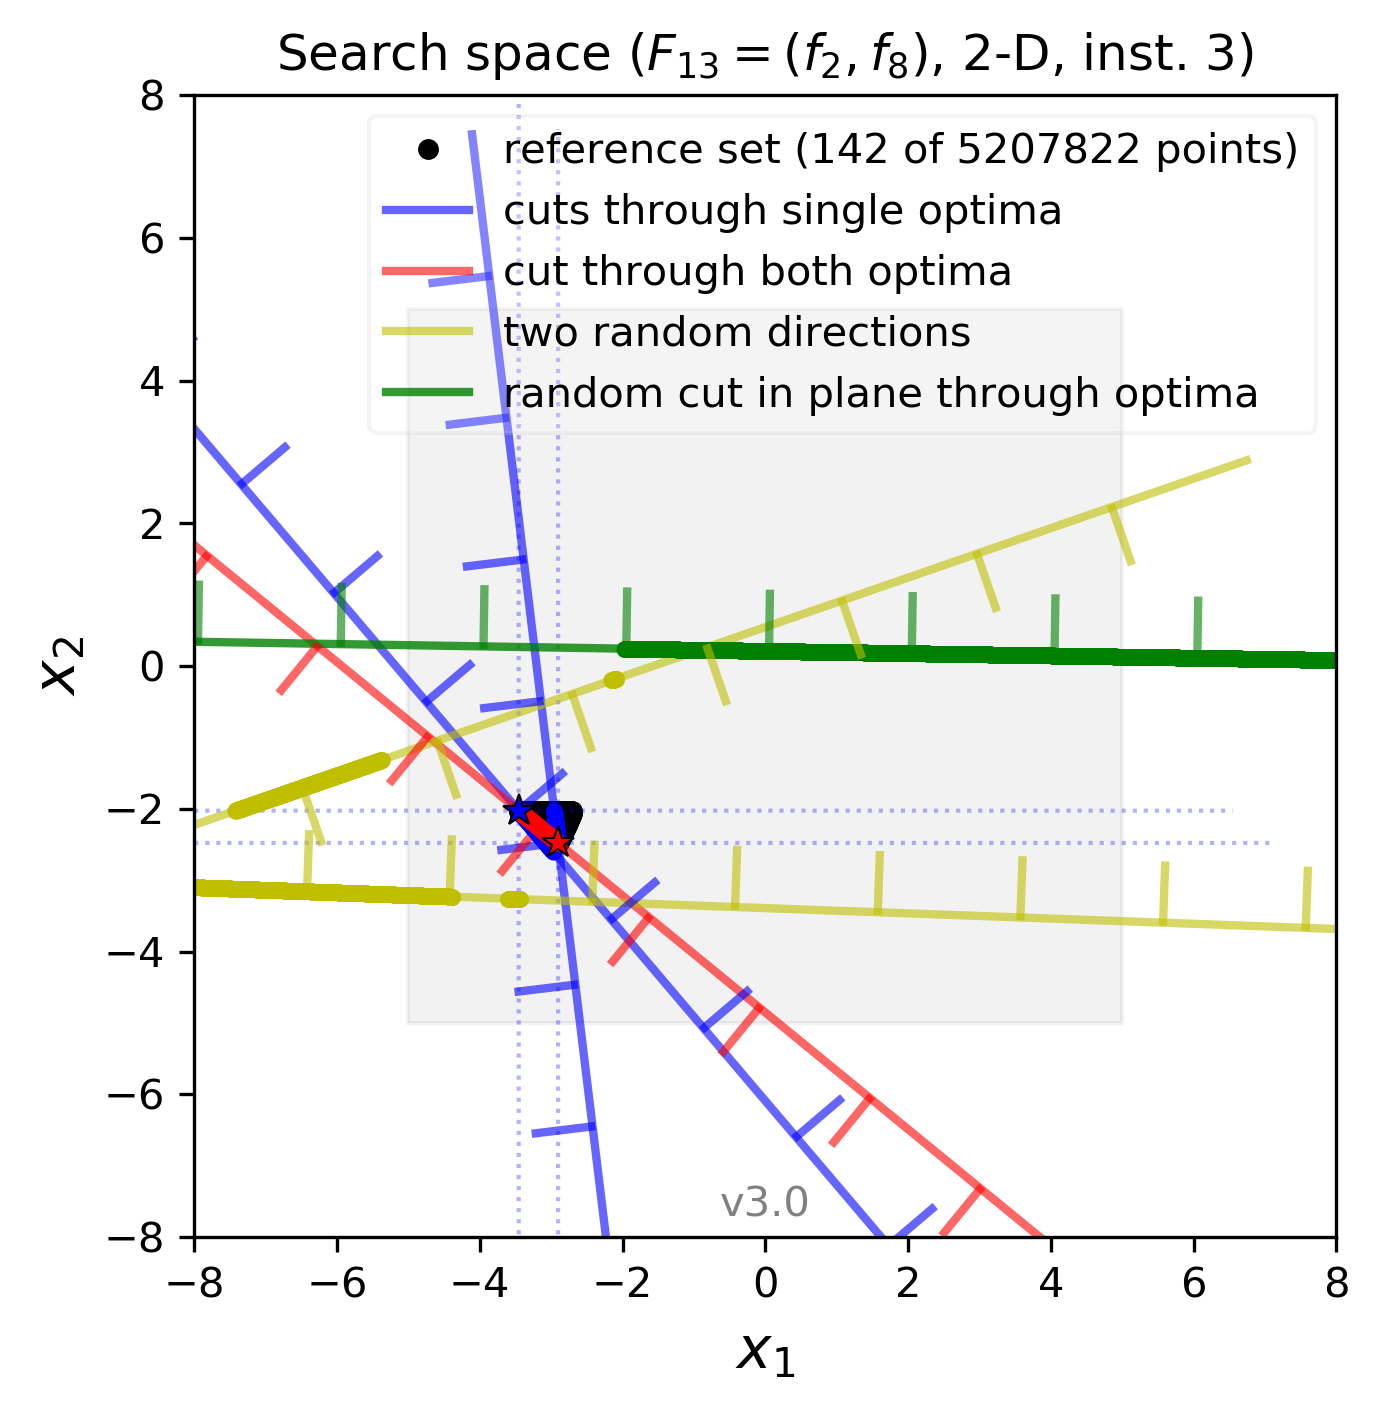 Search space (F₁₃ = (f₂, f₈), 2-D, inst. 3)
reference set (142 of 5207822 points)
cuts through single optima
cut through both optima
two random directions
random cut in plane through optima
8
6
4
2
0
−2
−4
−6
−8
x₂
v3.0
−8 −6 −4 −2 0 2 4 6 8
x₁